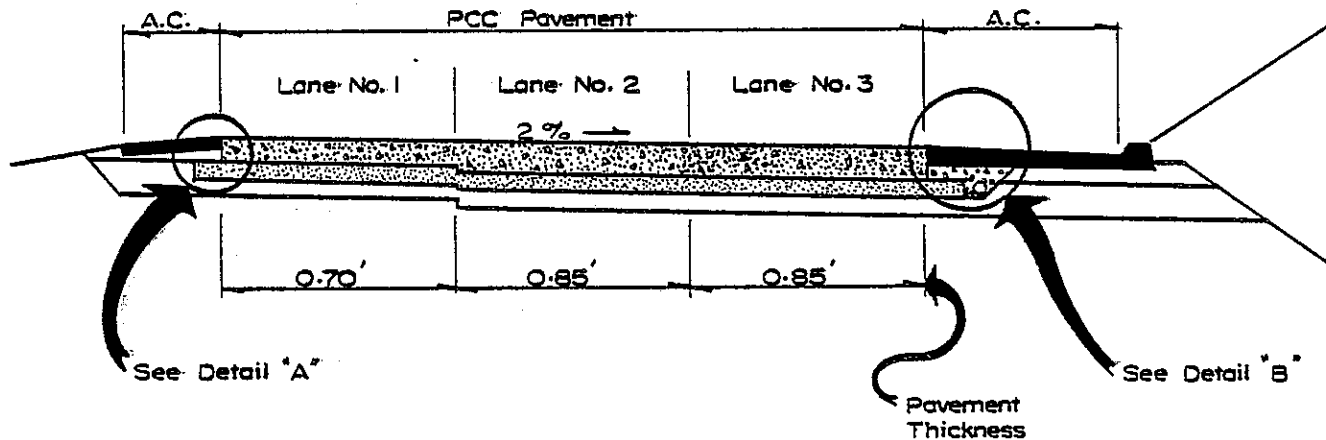 A.C. PCC Pavement A.C.
Lane No. 1 Lane No. 2 Lane No. 3
2%
d
0.70' 0.85' 0.85'
See Detail "A"
See Detail "B"
Pavement
Thickness